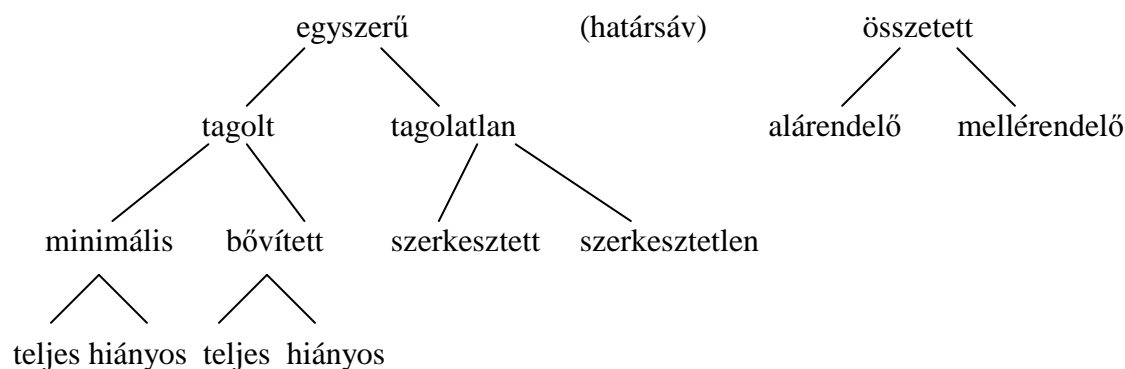 egyszerű (határsáv) összetett
tagolt tagolatlan alárendelő mellérendelő
minimális bővített szerkesztett szerkesztetlen
teljes hiányos teljes hiányos